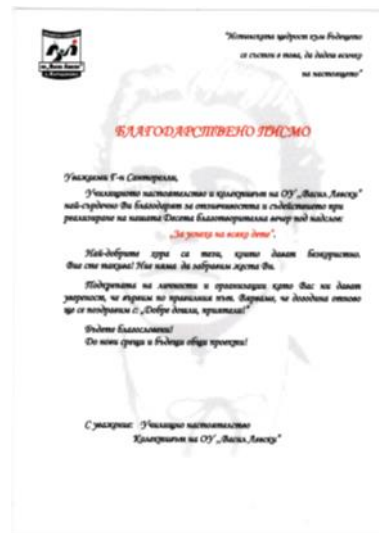 "Истинската щедрост към бъдещето
се състои в това, да дадеш всичко
на настоящето"
БЛАГОДАРСТВЕНО ПИСМО
Уважаеми Г-н Санторелли,
Училищното настоятелство и колективът на ОУ „Васил Левски"
най-сърдечно Ви благодарят за отзивчивостта и съдействието при
реализиране на нашата Десета благотворителна вечер под надслов:
„За усмеха на всяко дете".
Най-добрите хора са тези, които дават безкористно.
Вие сте такива! Ние няма да забравим жеста Ви.
Подкрепата на личности и организации като Вас ни дават
увереност, че вървим по правилния път. Вярваме, че догодина отново
ще се поздравим с: „Добре дошли, приятели!"
Бъдете благословени!
До нови срещи и бъдещи общи проекти!
С уважение: Училищно настоятелство
Колективът на ОУ „Васил Левски"